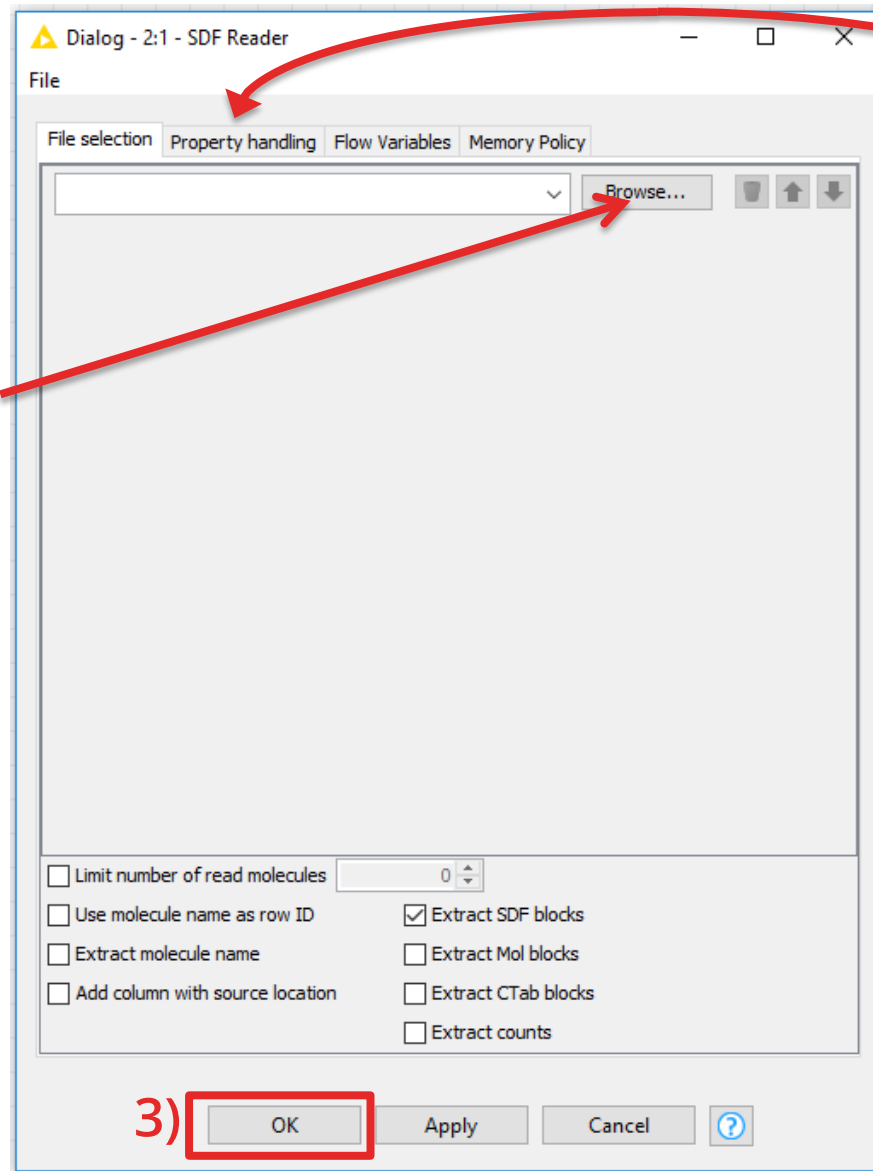 Dialog - 2:1 - SDF Reader
File
File selection Property handling Flow Variables Memory Policy
Browse...
Limit number of read molecules 0
Use molecule name as row ID Extract SDF blocks
Extract molecule name Extract Mol blocks
Add column with source location Extract CTab blocks
Extract counts
3) OK Apply Cancel ?